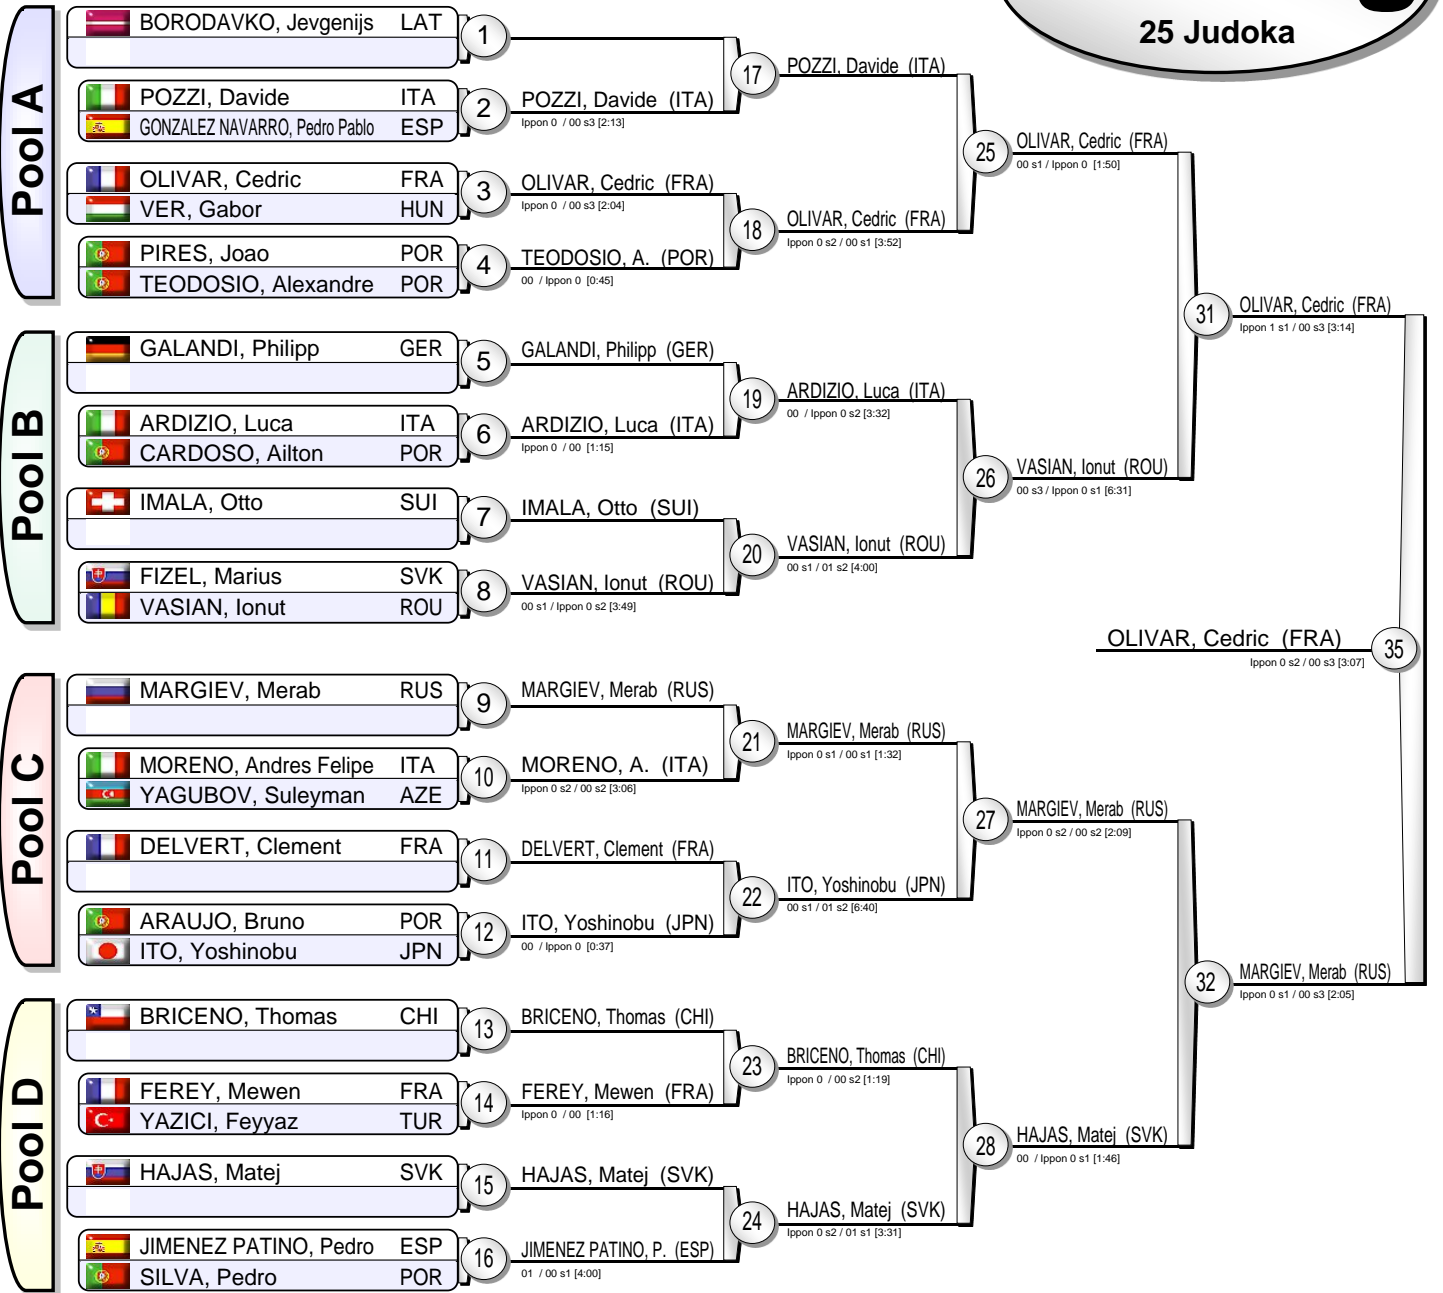 25 Judoka
Pool A
BORODAVKO, Jevgenijs LAT
1
POZZI, Davide ITA
GONZALEZ NAVARRO, Pedro Pablo ESP
2
POZZI, Davide (ITA)
Ippon 0 / 00 s3 [2:13]
17
POZZI, Davide (ITA)
OLIVAR, Cedric FRA
VER, Gabor HUN
3
OLIVAR, Cedric (FRA)
Ippon 0 / 00 s3 [2:04]
PIRES, Joao POR
TEODOSIO, Alexandre POR
4
TEODOSIO, A. (POR)
00 / Ippon 0 [0:45]
18
OLIVAR, Cedric (FRA)
Ippon 0 s2 / 00 s1 [3:52]
25
OLIVAR, Cedric (FRA)
00 s1 / Ippon 0 [1:50]
Pool B
GALANDI, Philipp GER
5
GALANDI, Philipp (GER)
ARDIZIO, Luca ITA
CARDOSO, Ailton POR
6
ARDIZIO, Luca (ITA)
Ippon 0 / 00 [1:15]
19
ARDIZIO, Luca (ITA)
00 / Ippon 0 s2 [3:32]
IMALA, Otto SUI
7
IMALA, Otto (SUI)
FIZEL, Marius SVK
VASIAN, Ionut ROU
8
VASIAN, Ionut (ROU)
00 s1 / Ippon 0 s2 [3:49]
20
VASIAN, Ionut (ROU)
00 s1 / 01 s2 [4:00]
26
VASIAN, Ionut (ROU)
00 s3 / Ippon 0 s1 [6:31]
31
OLIVAR, Cedric (FRA)
Ippon 1 s1 / 00 s3 [3:14]
OLIVAR, Cedric (FRA)
Ippon 0 s2 / 00 s3 [3:07]
35
Pool C
MARGIEV, Merab RUS
9
MARGIEV, Merab (RUS)
MORENO, Andres Felipe ITA
YAGUBOV, Suleyman AZE
10
MORENO, A. (ITA)
Ippon 0 s2 / 00 s2 [3:06]
21
MARGIEV, Merab (RUS)
Ippon 0 s1 / 00 s1 [1:32]
DELVERT, Clement FRA
11
DELVERT, Clement (FRA)
ARAUJO, Bruno POR
ITO, Yoshinobu JPN
12
ITO, Yoshinobu (JPN)
00 / Ippon 0 [0:37]
22
ITO, Yoshinobu (JPN)
00 s1 / 01 s2 [6:40]
27
MARGIEV, Merab (RUS)
Ippon 0 s2 / 00 s2 [2:09]
Pool D
BRICENO, Thomas CHI
13
BRICENO, Thomas (CHI)
FEREY, Mewen FRA
YAZICI, Feyyaz TUR
14
FEREY, Mewen (FRA)
Ippon 0 / 00 [1:16]
23
BRICENO, Thomas (CHI)
Ippon 0 / 00 s2 [1:19]
HAJAS, Matej SVK
15
HAJAS, Matej (SVK)
JIMENEZ PATINO, Pedro ESP
SILVA, Pedro POR
16
JIMENEZ PATINO, P. (ESP)
01 / 00 s1 [4:00]
24
HAJAS, Matej (SVK)
Ippon 0 s2 / 01 s1 [3:31]
28
HAJAS, Matej (SVK)
00 / Ippon 0 s1 [1:46]
32
MARGIEV, Merab (RUS)
Ippon 0 s1 / 00 s3 [2:05]